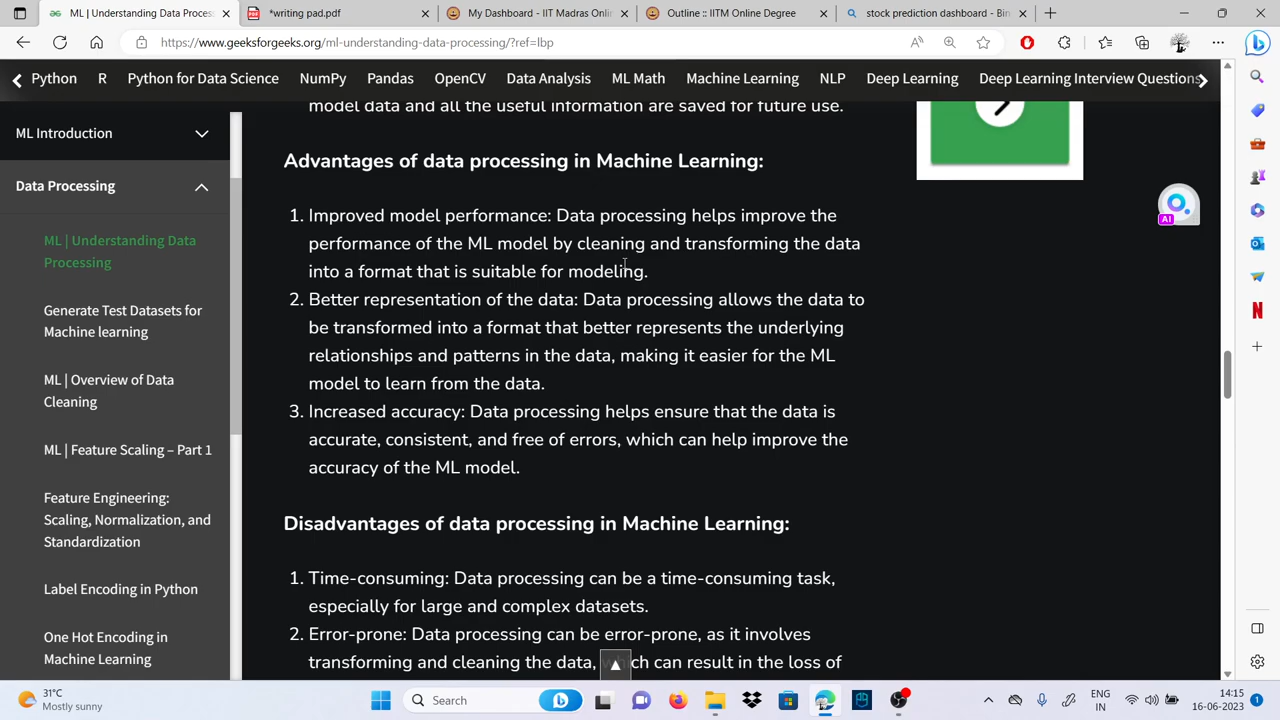 ML | Understanding Data Process
*writing pad.pdf
My Dashboard - IIT Madras Onlin
Outline :: IITM Online Degree
stock prediction dashboard - Bin
https://www.geeksforgeeks.org/ml-understanding-data-processing/?ref=lbp
Python R Python for Data Science NumPy Pandas OpenCV Data Analysis ML Math Machine Learning NLP Deep Learning Deep Learning Interview Questions
ML Introduction
Data Processing
ML | Understanding Data
Processing
Generate Test Datasets for
Machine learning
ML | Overview of Data
Cleaning
ML | Feature Scaling – Part 1
Feature Engineering:
Scaling, Normalization, and
Standardization
Label Encoding in Python
One Hot Encoding in
Machine Learning
model data and all the useful information are saved for future use.
Advantages of data processing in Machine Learning:
1. Improved model performance: Data processing helps improve the
performance of the ML model by cleaning and transforming the data
into a format that is suitable for modeling.
2. Better representation of the data: Data processing allows the data to
be transformed into a format that better represents the underlying
relationships and patterns in the data, making it easier for the ML
model to learn from the data.
3. Increased accuracy: Data processing helps ensure that the data is
accurate, consistent, and free of errors, which can help improve the
accuracy of the ML model.
Disadvantages of data processing in Machine Learning:
1. Time-consuming: Data processing can be a time-consuming task,
especially for large and complex datasets.
2. Error-prone: Data processing can be error-prone, as it involves
transforming and cleaning the data, which can result in the loss of
AI
31°C
Mostly sunny
Search
ENG
IN
14:15
16-06-2023